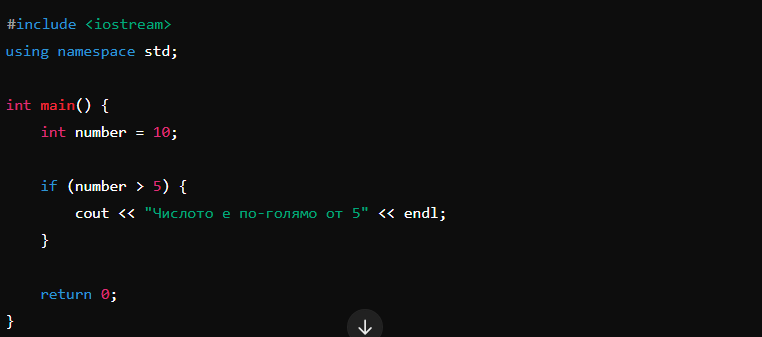 #include <iostream>
using namespace std;
int main() {
    int number = 10;
    if (number > 5) {
        cout << "Числото е по-голямо от 5" << endl;
    }
    return 0;
}